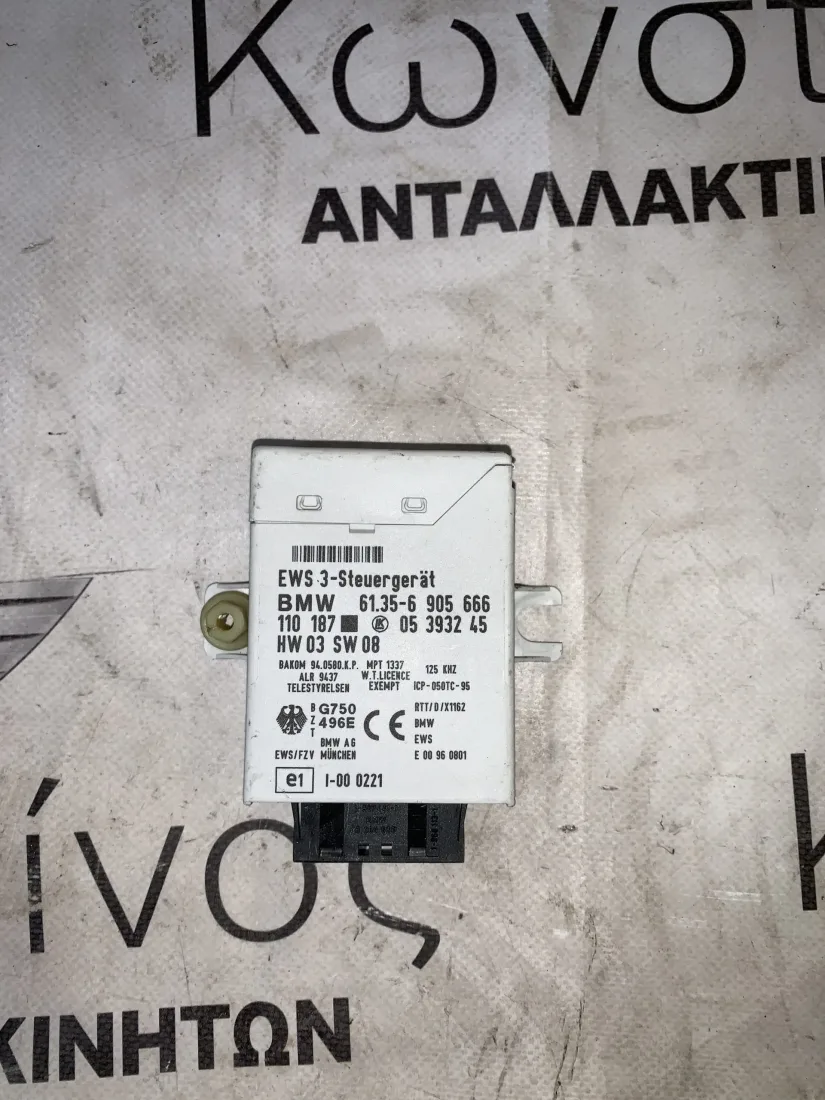 Κωνστ
ΑΝΤΑΛΛΑΚΤΙ
EWS 3-Steuergerät
BMW 61.35-6 905 666
110 187 K 05 3932 45
HW 03 SW 08
BAKOM 94.0580.K.P. MPT 1337 125 KHZ
ALR 9437 W.T.LICENCE
TELESTYRELSEN EXEMPT ICP-050TC-95
BZT G750 496E CE RTT/D/X1162
BMW
BMW AG EWS
EWS/FZV MÜNCHEN E 00 96 0801
e1 I-00 0221
ίνος
ΚΙΝΗΤΩΝ